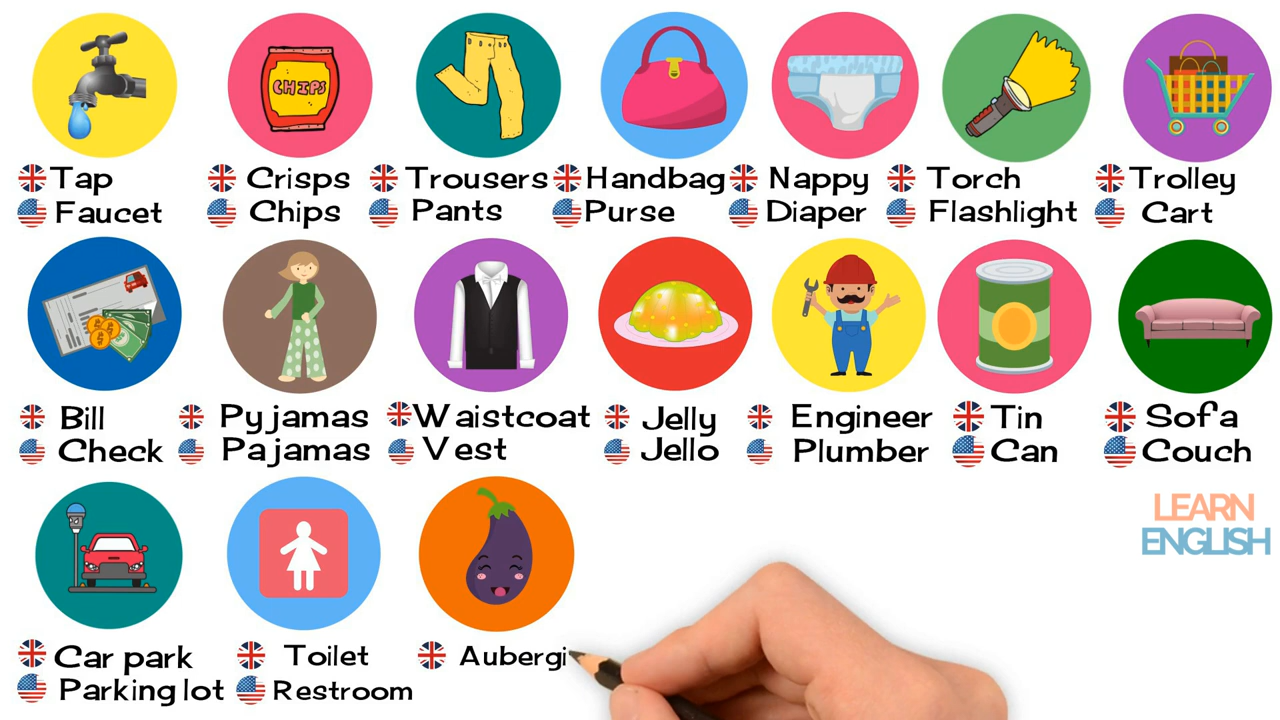 CHIPS
Tap
Faucet
Crisps
Chips
Trousers
Pants
Handbag
Purse
Nappy
Diaper
Torch
Flashlight
Trolley
Cart
Bill
Check
Pyjamas
Pajamas
Waistcoat
Vest
Jelly
Jello
Engineer
Plumber
Tin
Can
Sofa
Couch
LEARN
ENGLISH
Car park
Parking lot
Toilet
Restroom
Aubergi